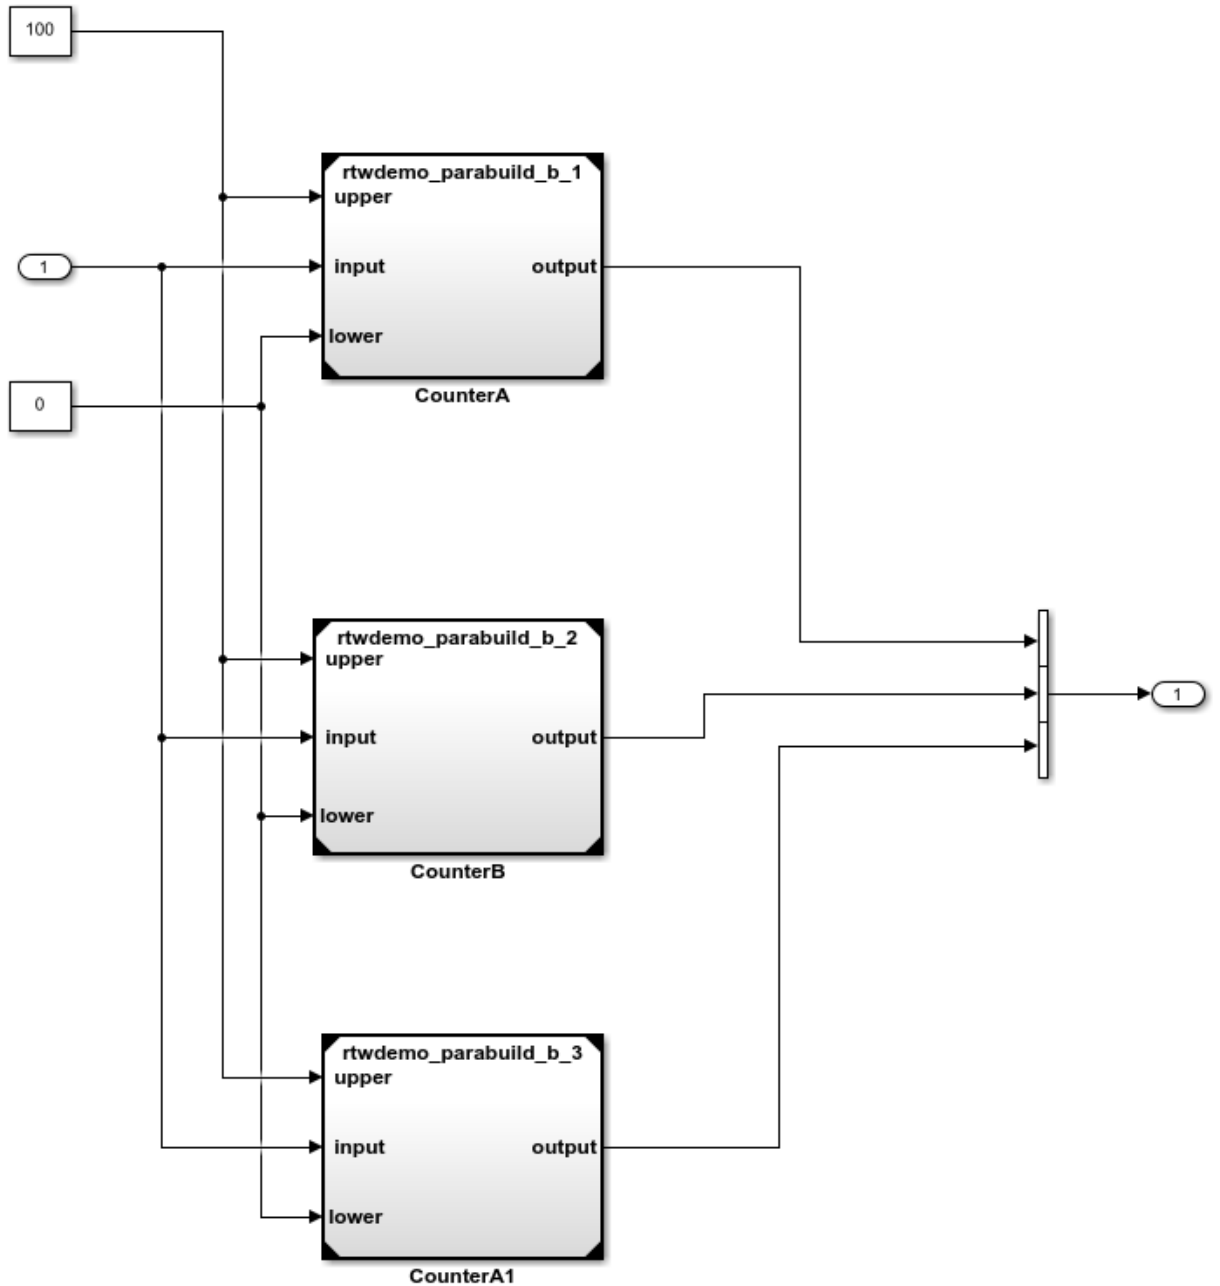 100
rtwdemo_parabuild_b_1
upper
1
input
output
lower
CounterA
0
rtwdemo_parabuild_b_2
upper
input
output
lower
CounterB
1
rtwdemo_parabuild_b_3
upper
input
output
lower
CounterA1